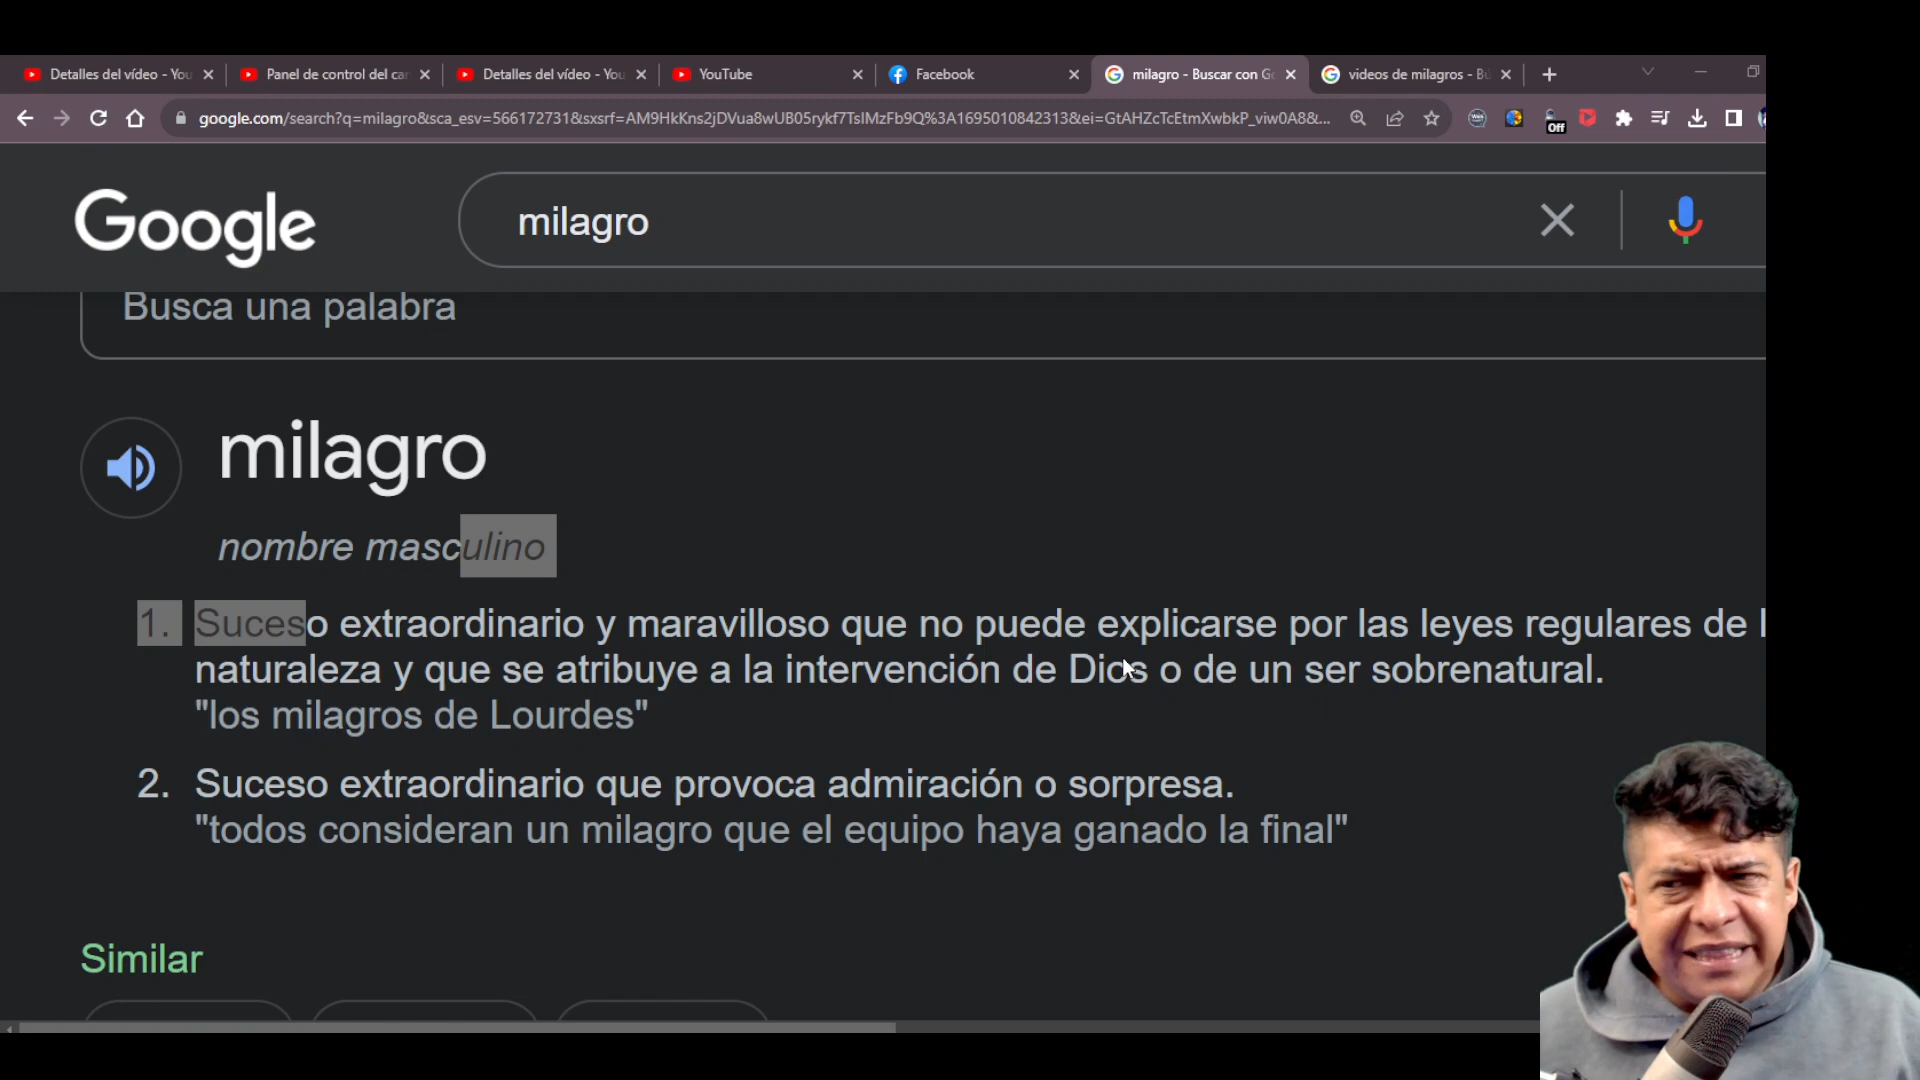 Detalles del vídeo - You
Panel de control del can
Detalles del vídeo - You
YouTube
Facebook
milagro - Buscar con Go
videos de milagros - Bú
google.com/search?q=milagro&sca_esv=566172731&sxsrf=AM9HkKns2jDVua8wUB05rykf7TslMzFb9Q%3A1695010842313&ei=GtAHZcTcEtmXwbkP_viw0A8&...
Off
Google
milagro
Busca una palabra
milagro
nombre masculino
1. Suceso extraordinario y maravilloso que no puede explicarse por las leyes regulares de l
naturaleza y que se atribuye a la intervención de Dios o de un ser sobrenatural.
"los milagros de Lourdes"
2. Suceso extraordinario que provoca admiración o sorpresa.
"todos consideran un milagro que el equipo haya ganado la final"
Similar